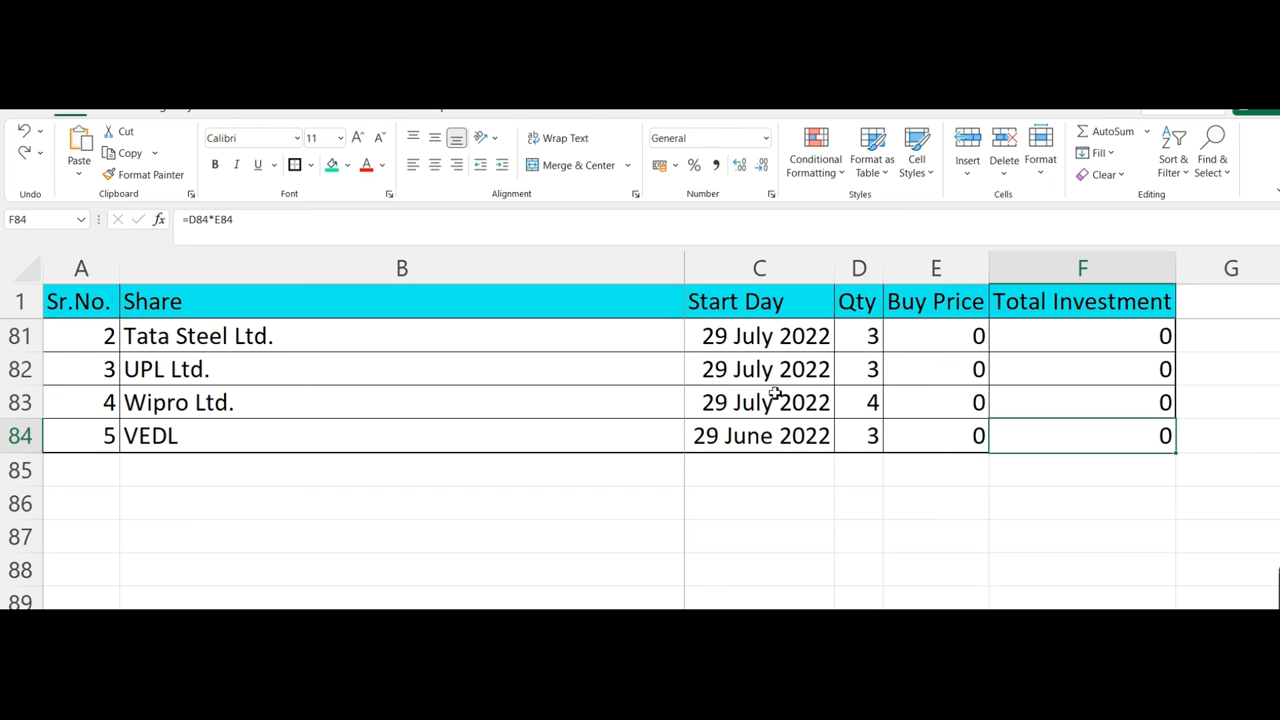 Cut
Calibri
11
Wrap Text
General
AutoSum
Paste
Copy
Conditional Formatting
Format as Table
Cell Styles
Insert
Delete
Format
Fill
Sort & Filter
Find & Select
Format Painter
B I U
Merge & Center
Clear
Undo
Clipboard
Font
Alignment
Number
Styles
Cells
Editing
F84
fx
=D84*E84
A B C D E F G
1 Sr.No. Share Start Day Qty Buy Price Total Investment
81 2 Tata Steel Ltd. 29 July 2022 3 0 0
82 3 UPL Ltd. 29 July 2022 3 0 0
83 4 Wipro Ltd. 29 July 2022 4 0 0
84 5 VEDL 29 June 2022 3 0 0
85
86
87
88
89